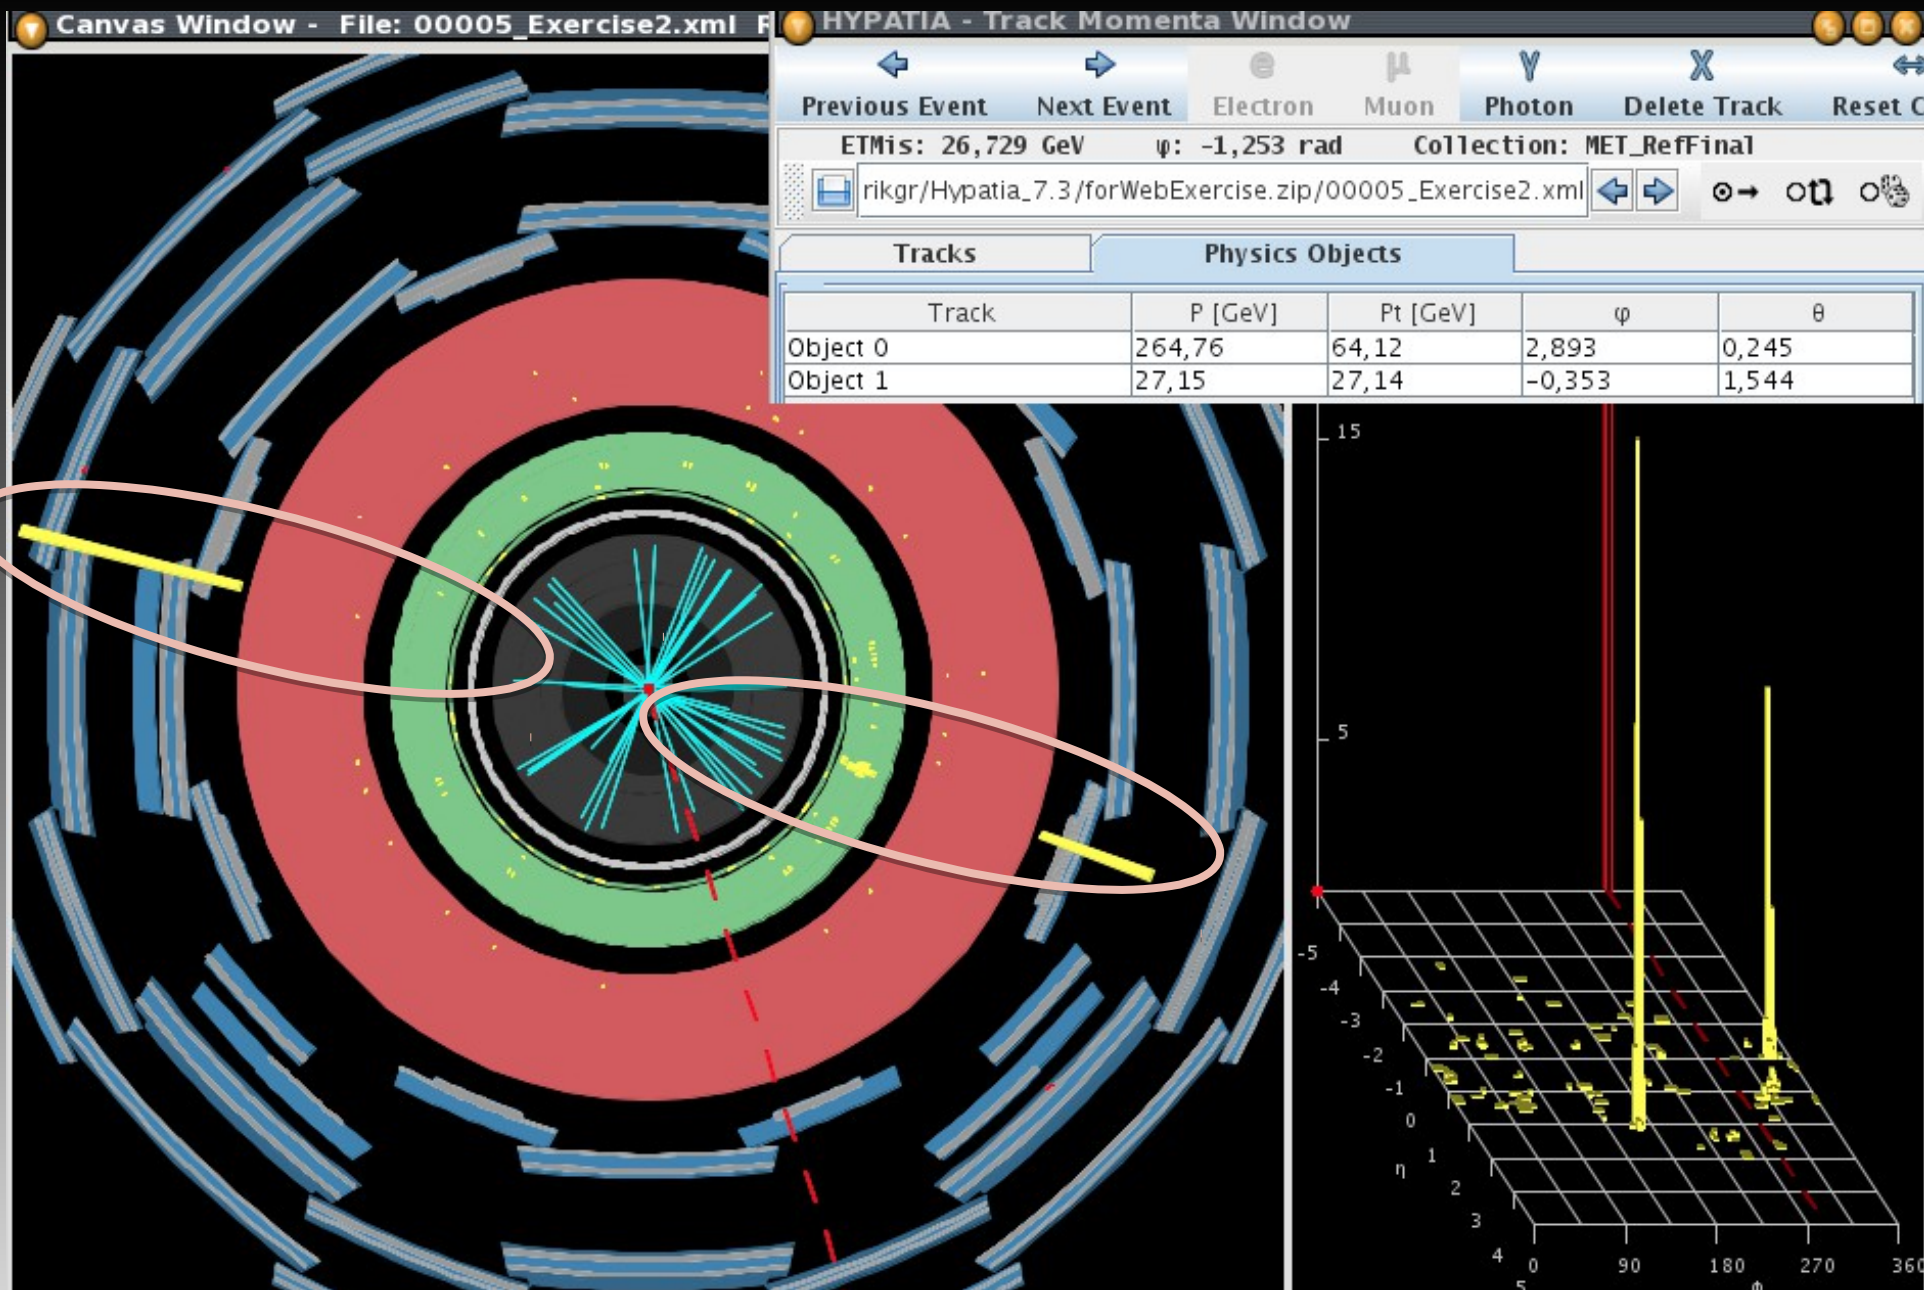 Canvas Window - File: 00005_Exercise2.xml
HYPATIA - Track Momenta Window
Previous Event Next Event Electron Muon Photon Delete Track Reset C
ETMis: 26,729 GeV φ: -1,253 rad Collection: MET_RefFinal
rikgr/Hypatia_7.3/forWebExercise.zip/00005_Exercise2.xml
Tracks Physics Objects
Track P [GeV] Pt [GeV] φ θ
Object 0 264,76 64,12 2,893 0,245
Object 1 27,15 27,14 -0,353 1,544
15
5
-5
-4
-3
-2
-1
0
η 1
2
3
4
5
0 90 180 270 360
Φ